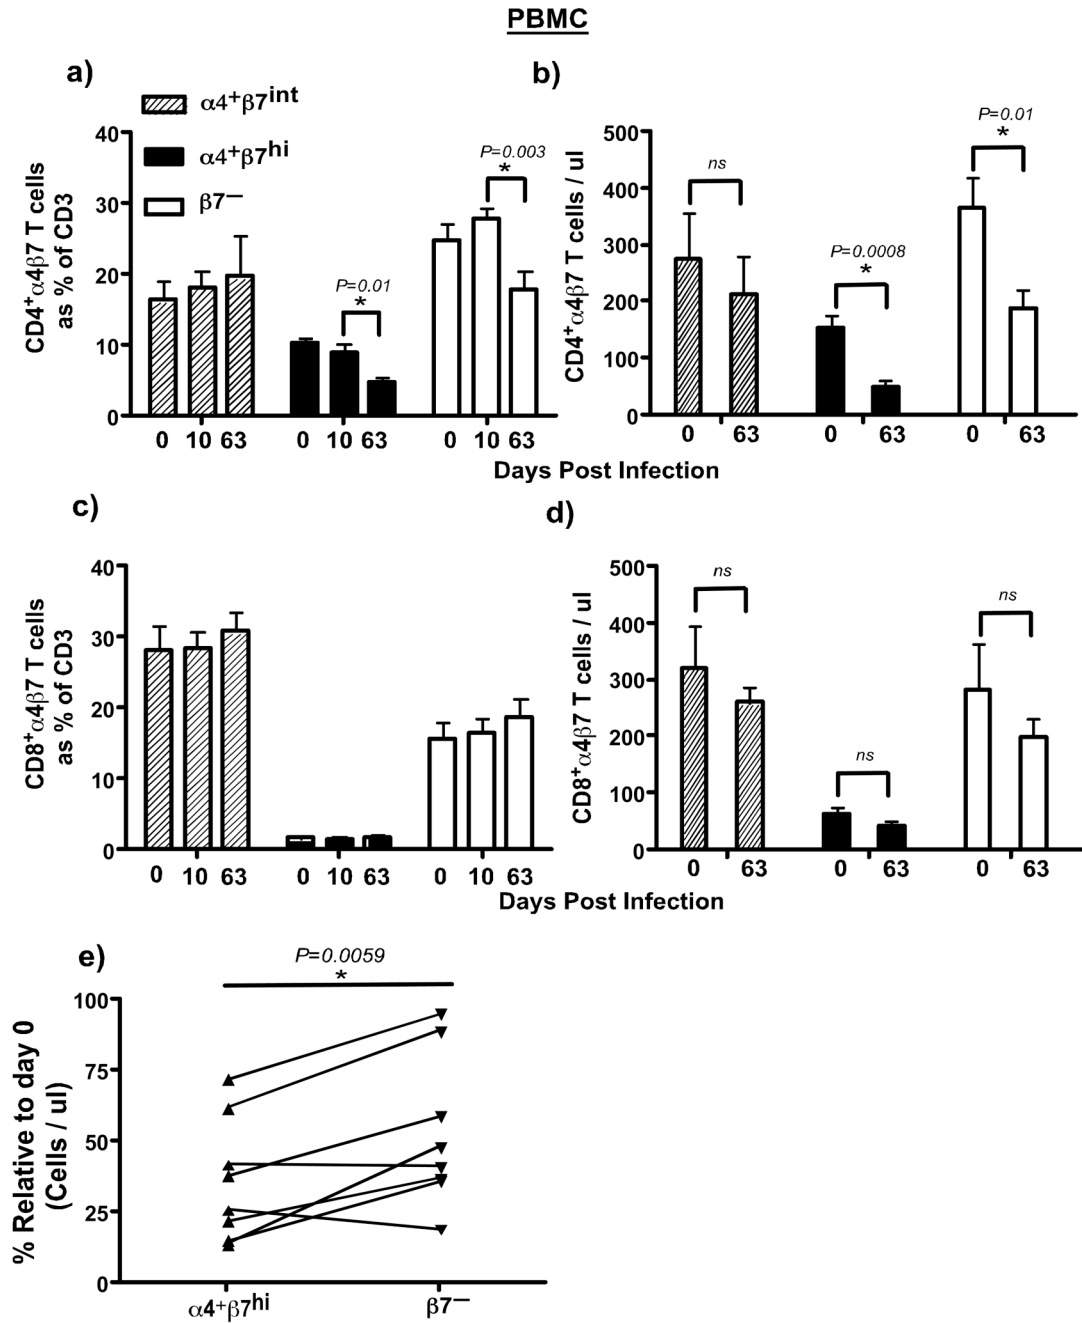 PBMC
a)
α4⁺β7int
α4⁺β7hi
β7—
CD4⁺α4β7 T cells
as % of CD3
40
30
20
10
0
P=0.01
*
P=0.003
*
0 10 63 0 10 63 0 10 63
b)
CD4⁺α4β7 T cells / ul
500
400
300
200
100
0
ns
P=0.0008
*
P=0.01
*
0 63 0 63 0 63
Days Post Infection
c)
CD8⁺α4β7 T cells
as % of CD3
40
30
20
10
0
0 10 63 0 10 63 0 10 63
d)
CD8⁺α4β7 T cells / ul
500
400
300
200
100
0
ns
ns
ns
0 63 0 63 0 63
Days Post Infection
e)
P=0.0059
*
% Relative to day 0
(Cells / ul)
100
75
50
25
0
α4⁺β7hi β7—